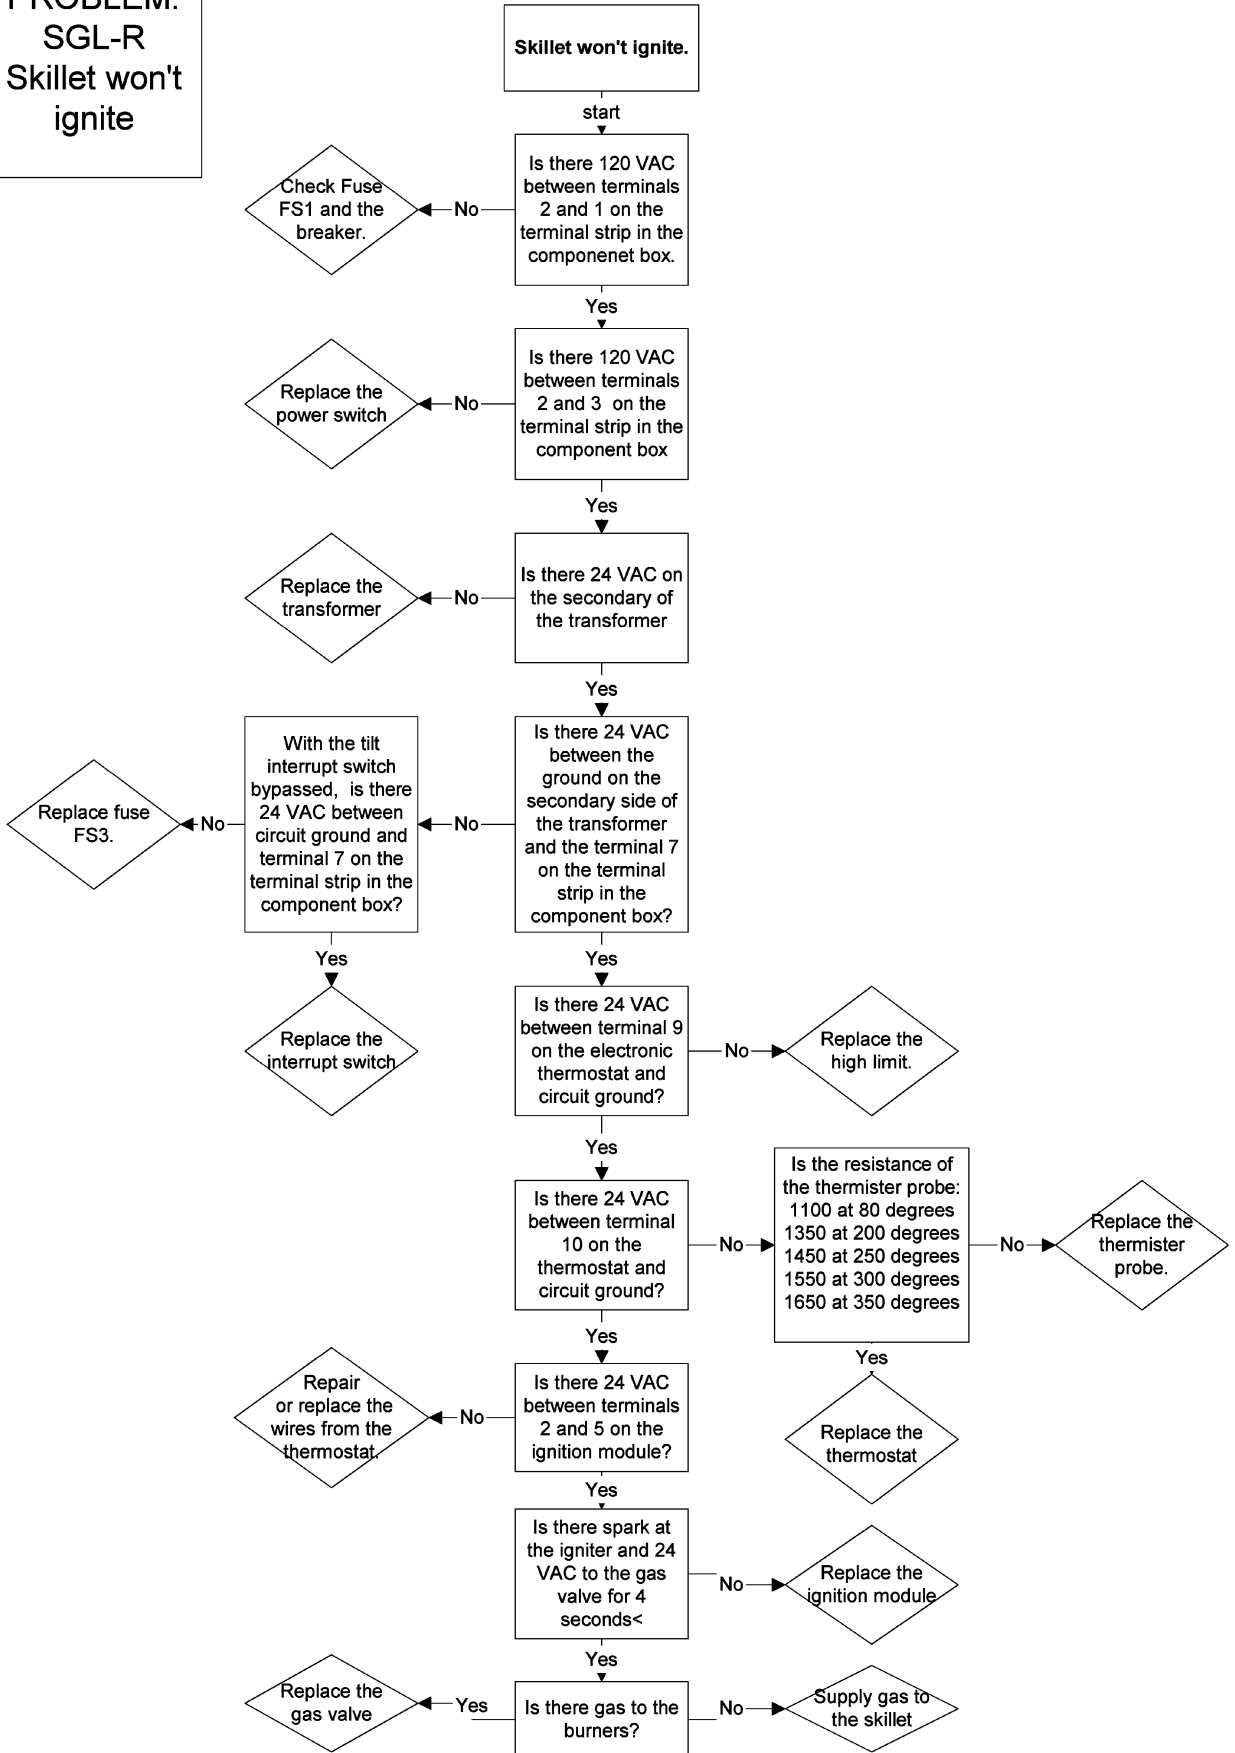 PROBLEM:
SGL-R
Skillet won't
ignite
Skillet won't ignite.
start
Is there 120 VAC
between terminals
2 and 1 on the
terminal strip in the
componenet box.
No
Check Fuse
FS1 and the
breaker.
Yes
Is there 120 VAC
between terminals
2 and 3 on the
terminal strip in the
component box
No
Replace the
power switch
Yes
Is there 24 VAC on
the secondary of
the transformer
No
Replace the
transformer
Yes
Is there 24 VAC
between the
ground on the
secondary side of
the transformer
and the terminal 7
on the terminal
strip in the
component box?
No
With the tilt
interrupt switch
bypassed, is there
24 VAC between
circuit ground and
terminal 7 on the
terminal strip in the
component box?
No
Replace fuse
FS3.
Yes
Replace the
interrupt switch
Yes
Is there 24 VAC
between terminal 9
on the electronic
thermostat and
circuit ground?
No
Replace the
high limit.
Yes
Is there 24 VAC
between terminal
10 on the
thermostat and
circuit ground?
No
Is the resistance of
the thermister probe:
1100 at 80 degrees
1350 at 200 degrees
1450 at 250 degrees
1550 at 300 degrees
1650 at 350 degrees
No
Replace the
thermister
probe.
Yes
Replace the
thermostat
Yes
Is there 24 VAC
between terminals
2 and 5 on the
ignition module?
No
Repair
or replace the
wires from the
thermostat.
Yes
Is there spark at
the igniter and 24
VAC to the gas
valve for 4
seconds<
No
Replace the
ignition module
Yes
Is there gas to the
burners?
Yes
Replace the
gas valve
No
Supply gas to
the skillet